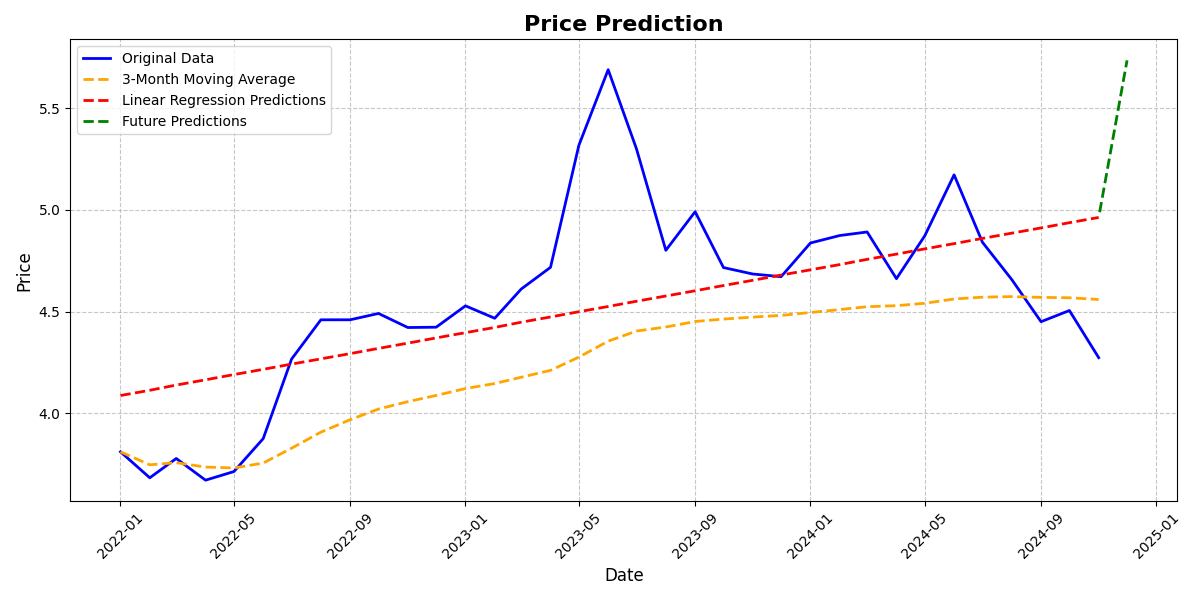 Price Prediction
Original Data
3-Month Moving Average
Linear Regression Predictions
Future Predictions
Price
5.5
5.0
4.5
4.0
2022-01
2022-05
2022-09
2023-01
2023-05
2023-09
2024-01
2024-05
2024-09
2025-01
Date